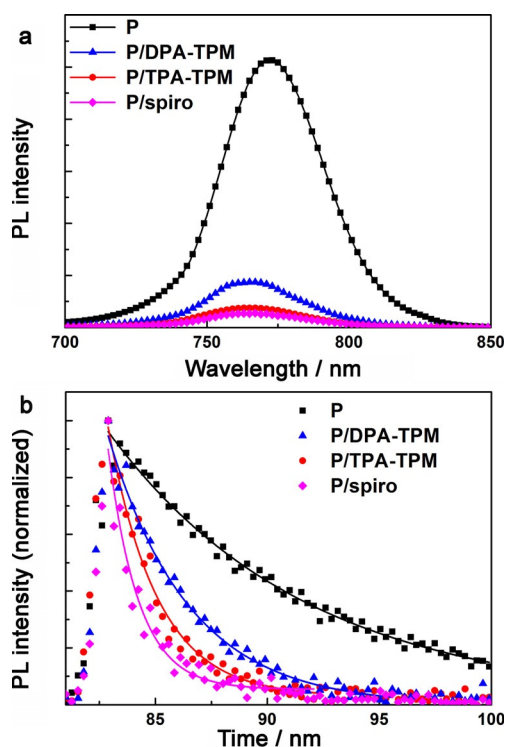 a
P
P/DPA-TPM
P/TPA-TPM
P/spiro
PL intensity
700 750 800 850
Wavelength / nm
b
P
P/DPA-TPM
P/TPA-TPM
P/spiro
PL intensity (normalized)
85 90 95 100
Time / nm